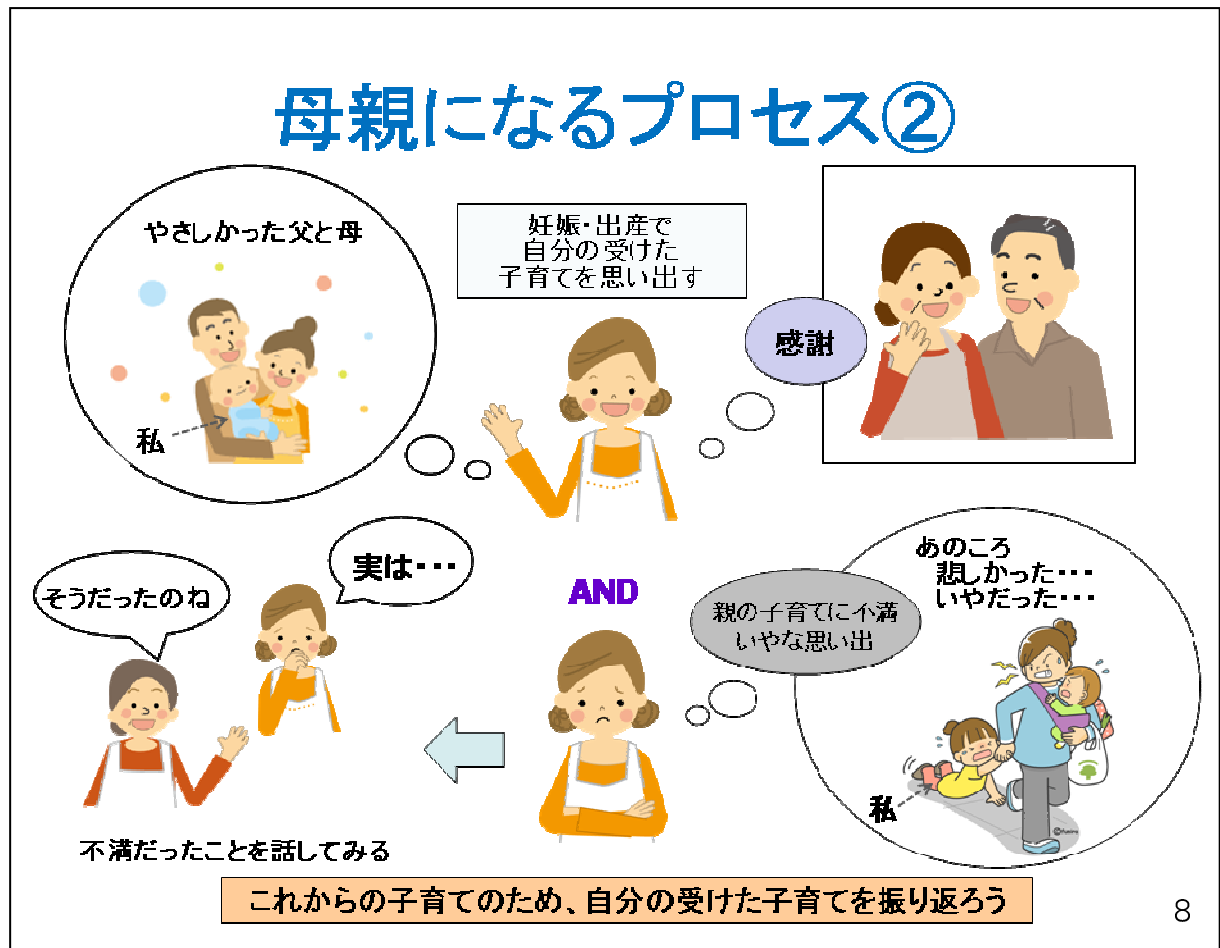 母親になるプロセス②
やさしかった父と母
私
妊娠・出産で
自分の受けた
子育てを思い出す
感謝
そうだったのね
実は・・・
AND
親の子育てに不満
いやな思い出
あのころ
悲しかった・・・
いやだった・・・
私
不満だったことを話してみる
これからの子育てのため、自分の受けた子育てを振り返ろう
8